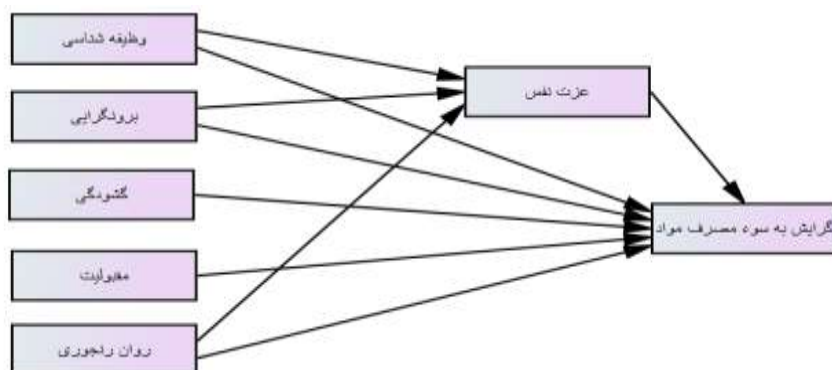 وظیفه شناسی
عزت نفس
برونگرایی
گشودگی
گرایش به سوء مصرف مواد
مقبولیت
روان رنجوری